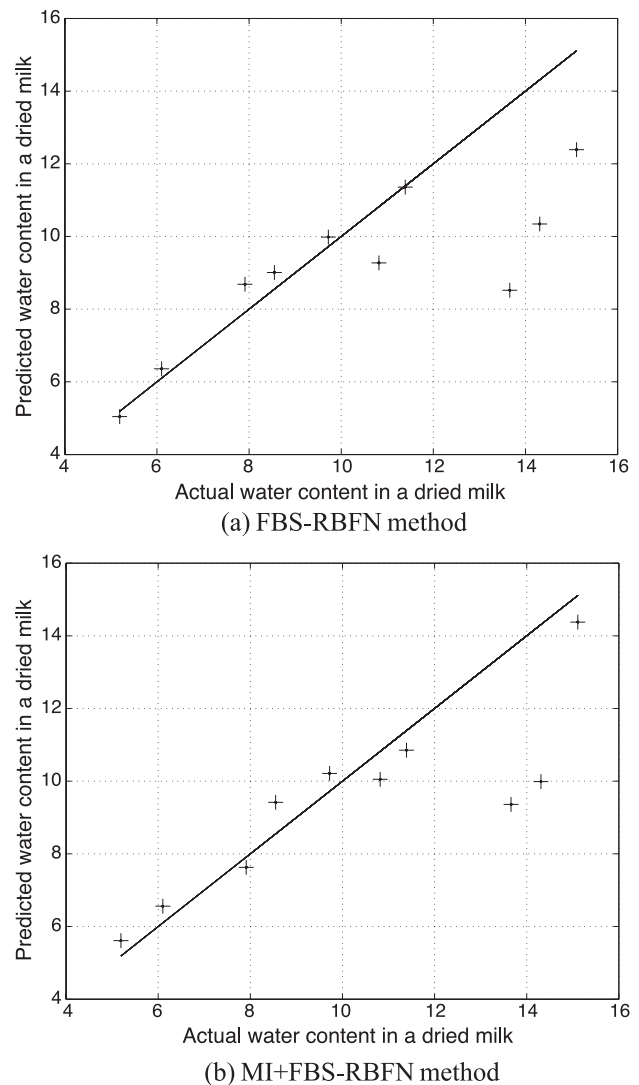 16
14
12
10
8
6
4
Predicted water content in a dried milk
4 6 8 10 12 14 16
Actual water content in a dried milk
(a) FBS-RBFN method
16
14
12
10
8
6
4
Predicted water content in a dried milk
4 6 8 10 12 14 16
Actual water content in a dried milk
(b) MI+FBS-RBFN method